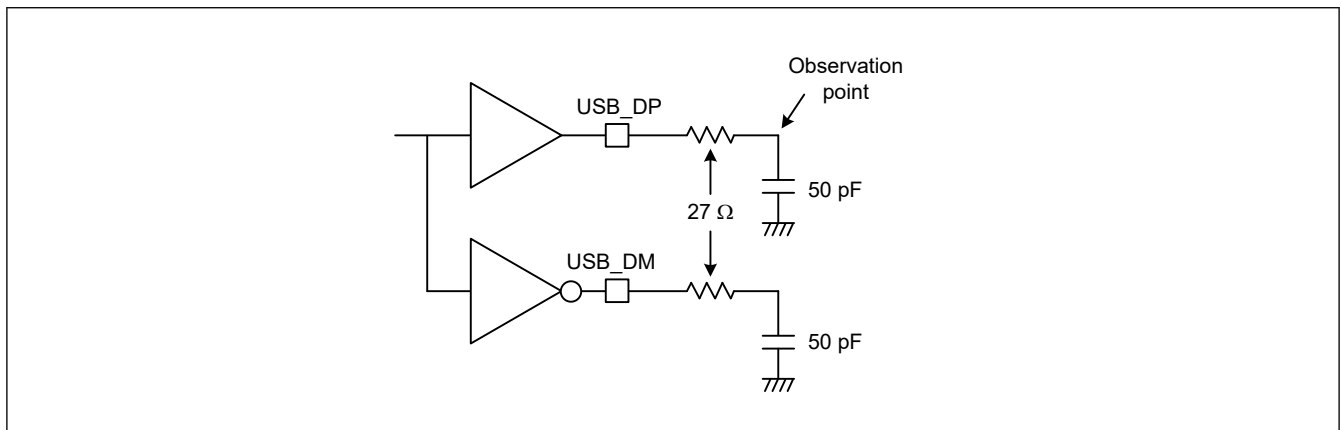 Observation
point
USB_DP
50 pF
27 Ω
USB_DM
50 pF